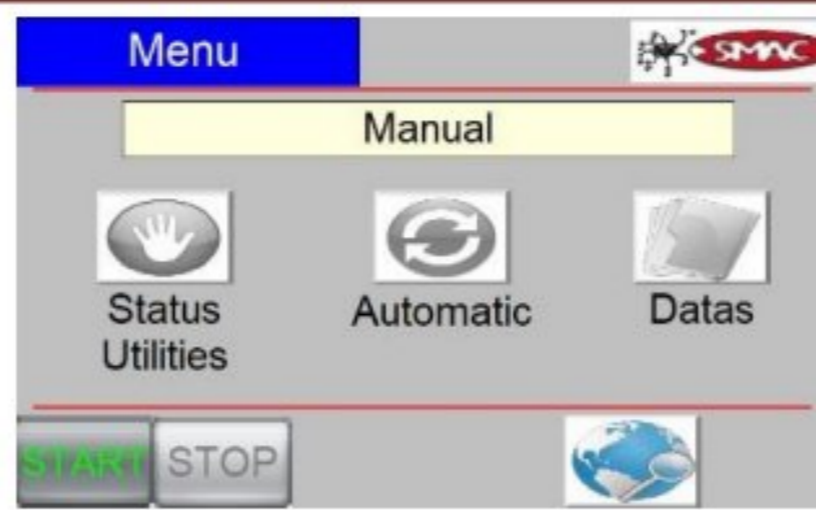 Menu
SMAC
Manual
Status
Utilities
Automatic
Datas
START
STOP